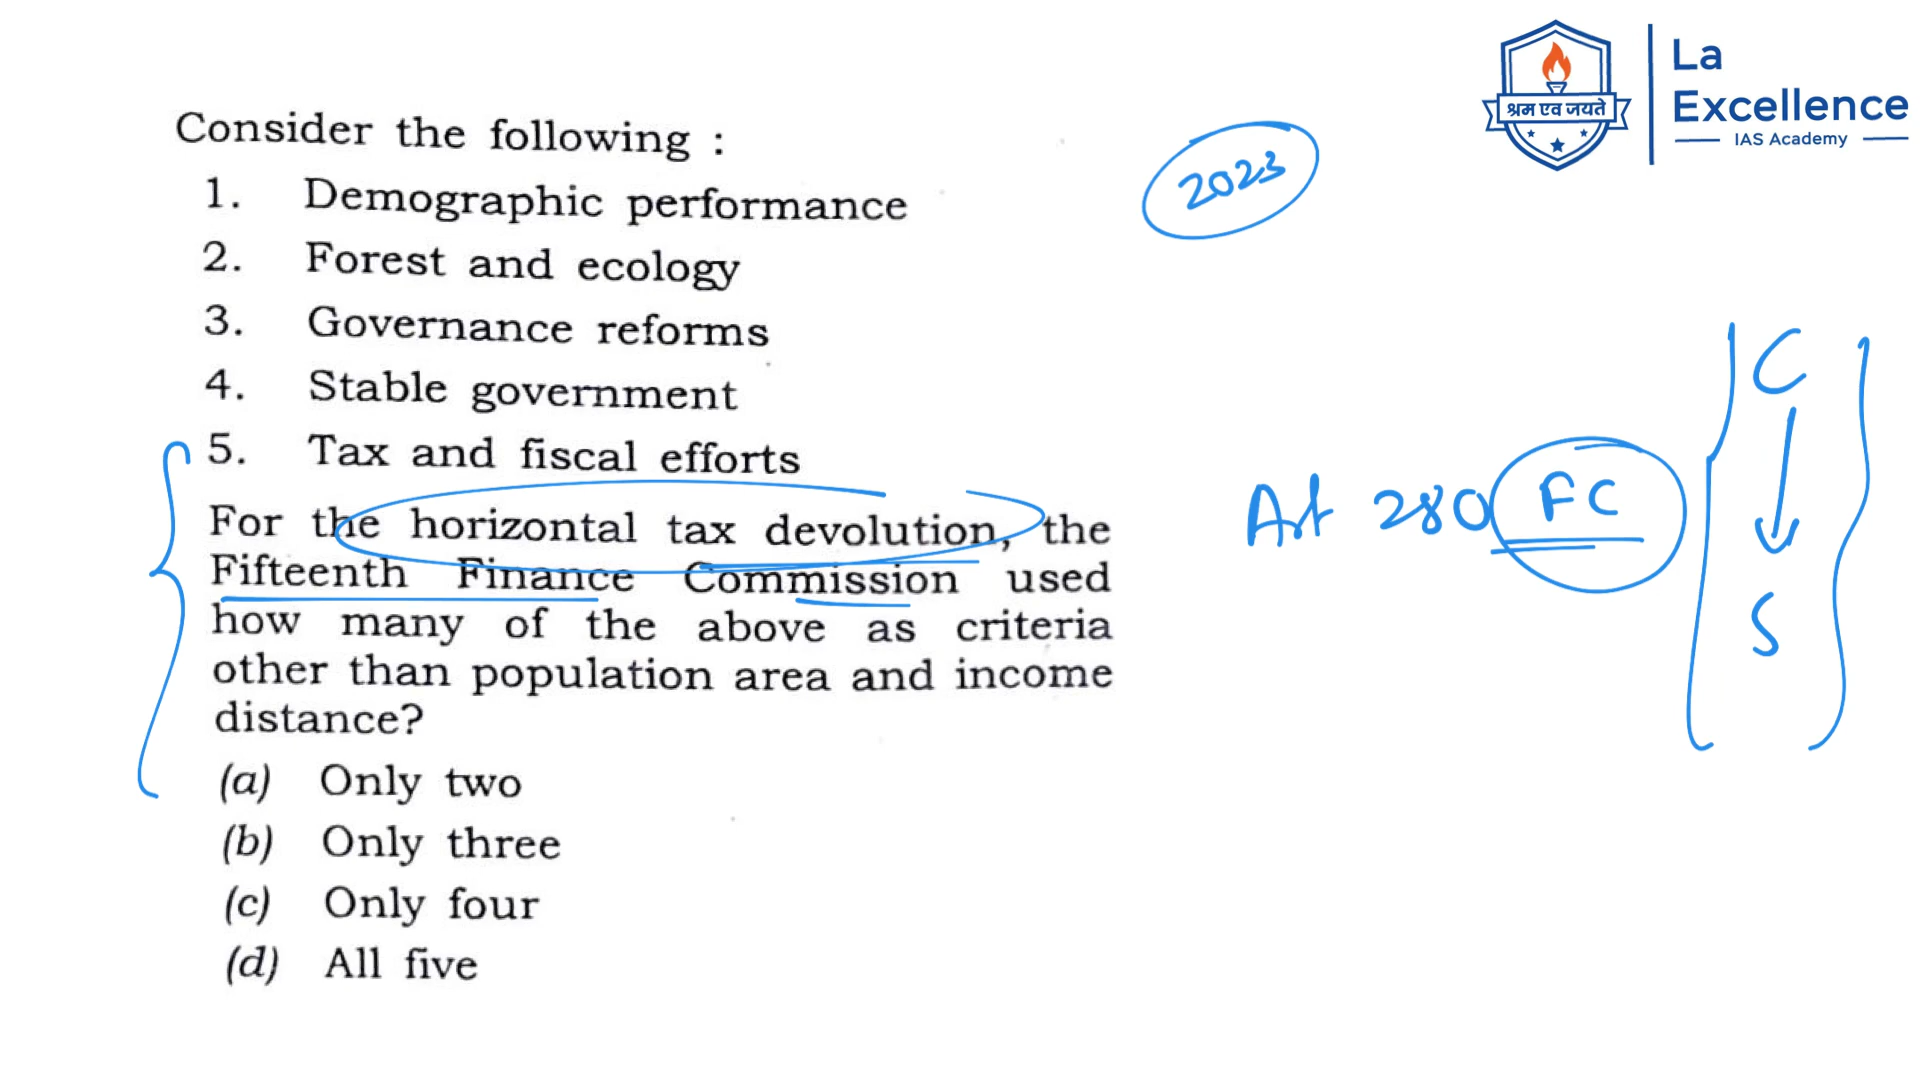 La
Excellence
IAS Academy
श्रम एव जयते
Consider the following :
2023
1. Demographic performance
2. Forest and ecology
3. Governance reforms
4. Stable government
5. Tax and fiscal efforts
For the horizontal tax devolution, the
Fifteenth Finance Commission used
how many of the above as criteria
other than population area and income
distance?
(a) Only two
(b) Only three
(c) Only four
(d) All five
Art 280 FC
C
S